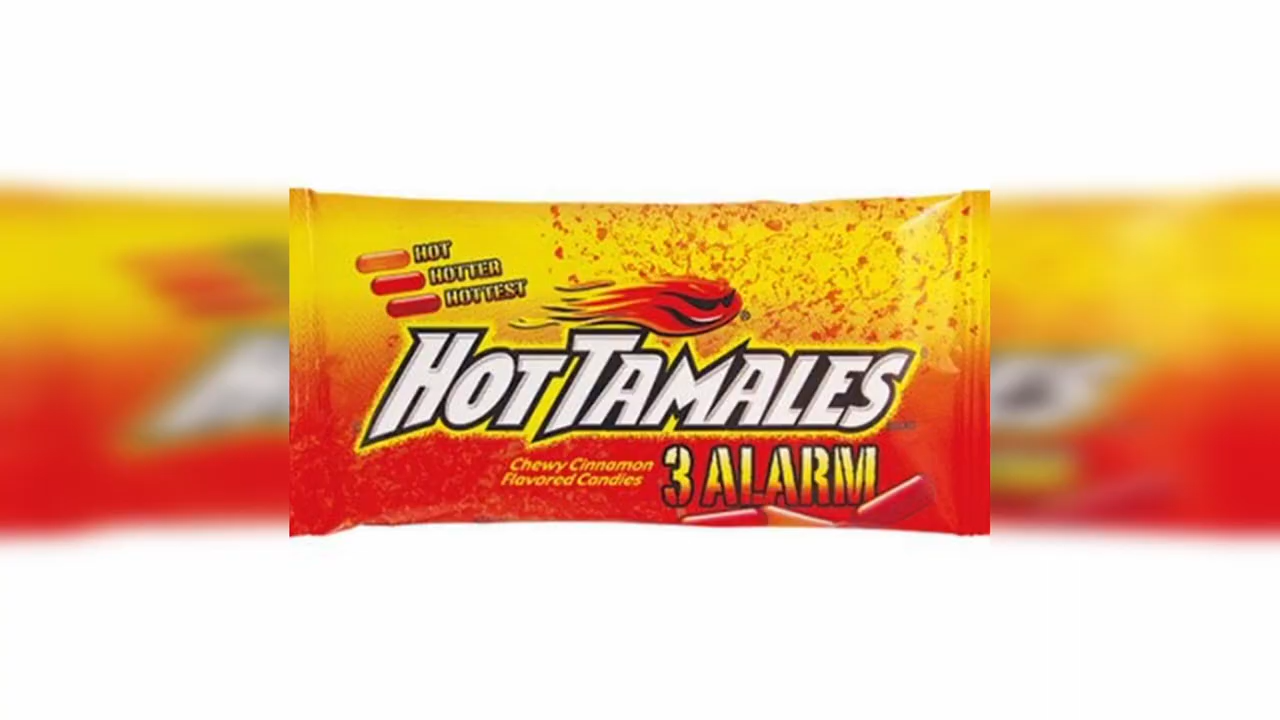 HOT
HOTTER
HOTTEST
HOT TAMALES
Chewy Cinnamon
Flavored Candies
3 ALARM